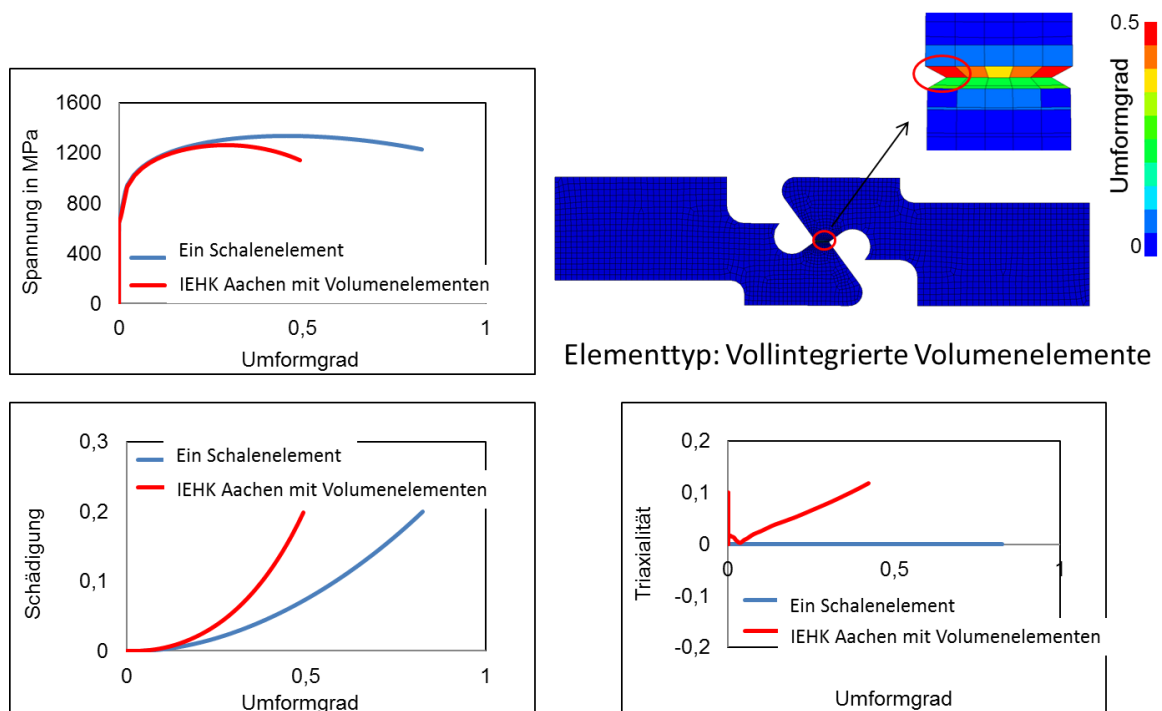 1600
1200
800
400
0
Spannung in MPa
Ein Schalenelement
IEHK Aachen mit Volumenelementen
0
0,5
1
Umformgrad
0.5
0
Umformgrad
Elementtyp: Vollintegrierte Volumenelemente
0,3
0,2
0,1
0
Schädigung
Ein Schalenelement
IEHK Aachen mit Volumenelementen
0
0,5
1
Umformgrad
0,2
0,1
0
-0,1
-0,2
Triaxialität
0
0,5
1
Ein Schalenelement
IEHK Aachen mit Volumenelementen
Umformgrad